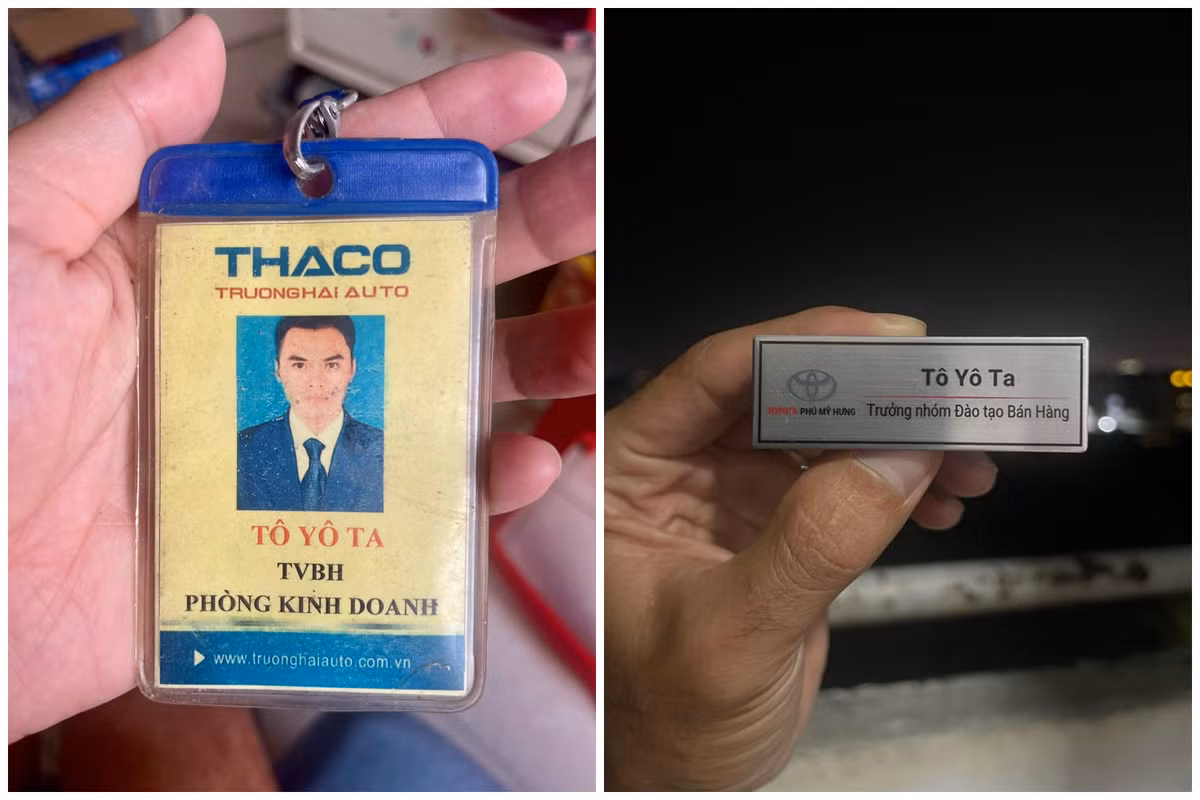 THACO
TRUONGHAI AUTO
TÔ YÔ TA
TVBH
PHÒNG KINH DOANH
www.truonghaiauto.com.vn
Tô Yô Ta
TOYOTA PHÚ MỸ HƯNG
Trưởng nhóm Đào tạo Bán Hàng